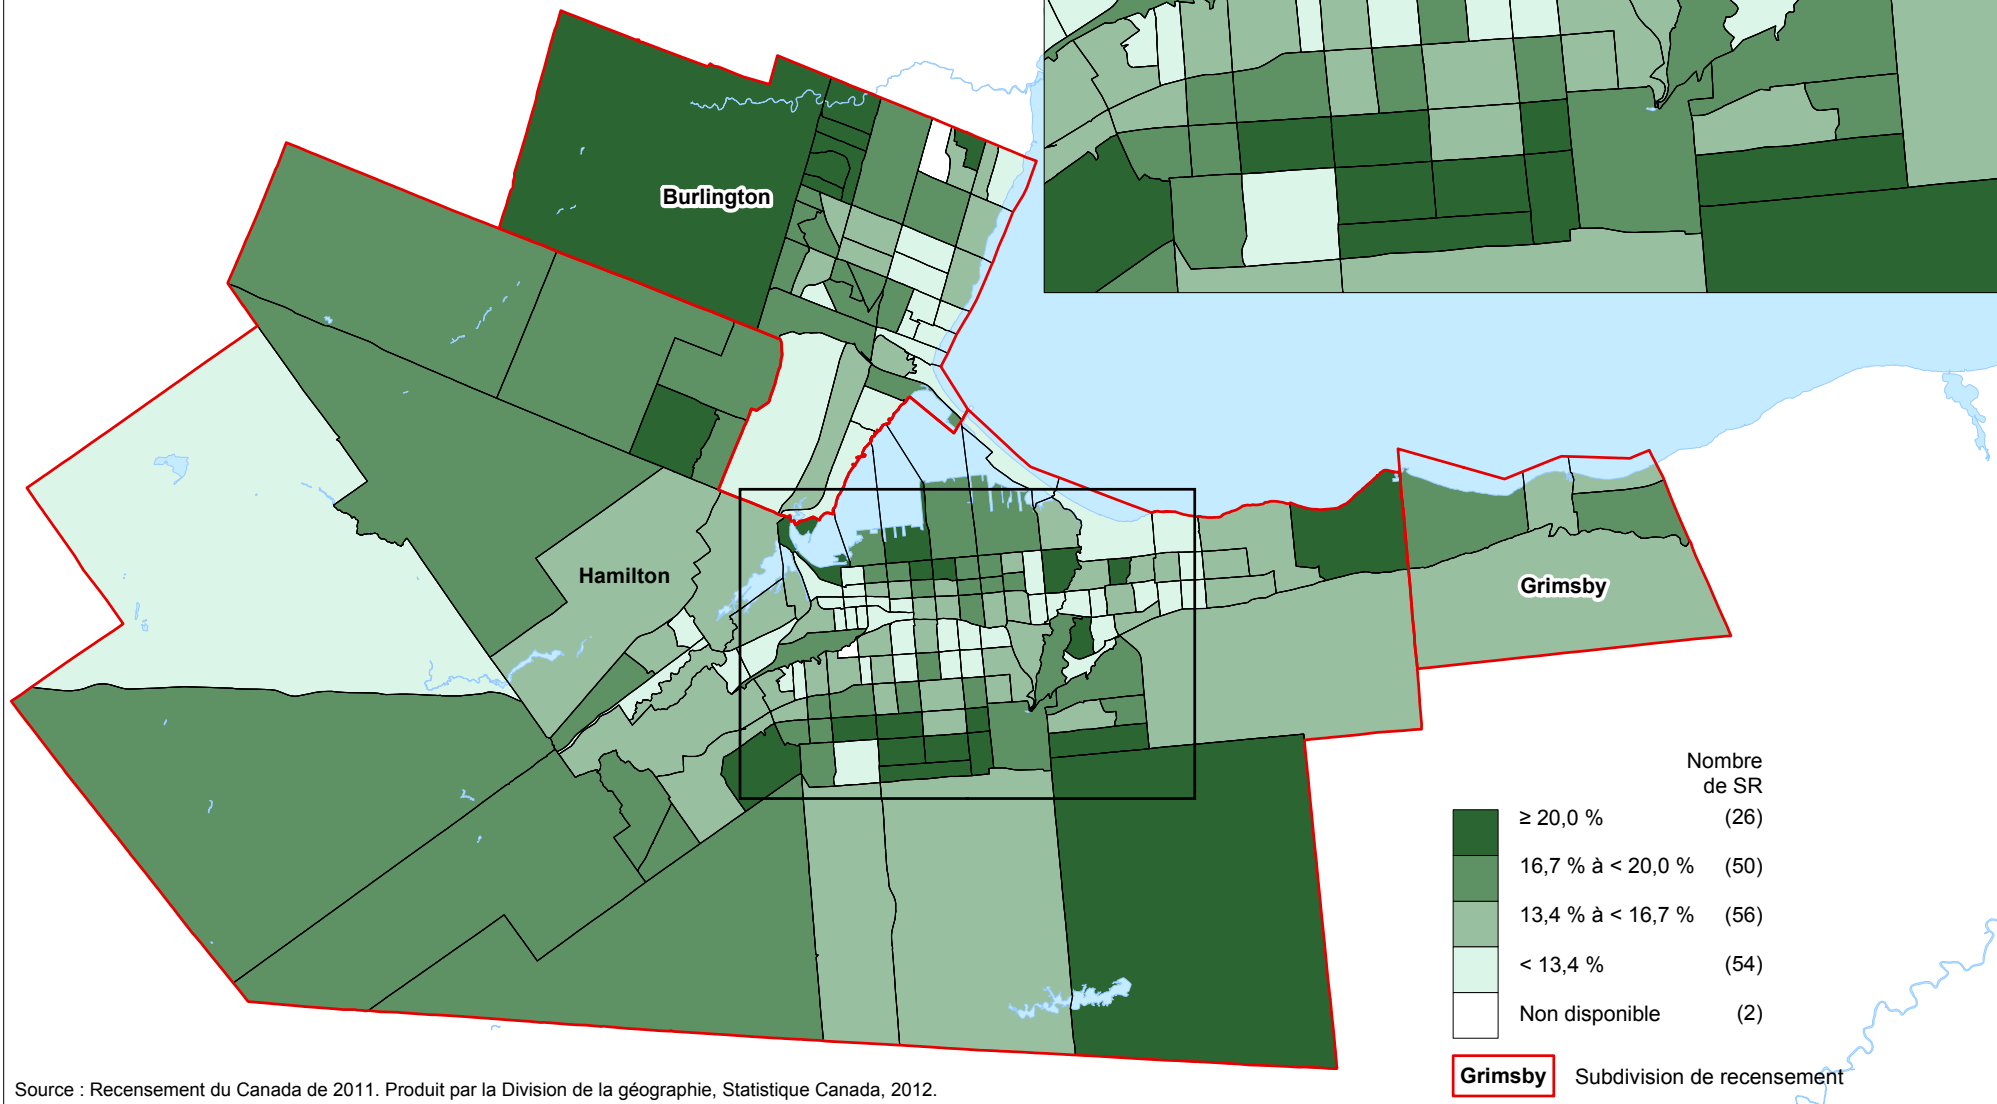 Burlington
Hamilton
Grimsby
Nombre
de SR
≥ 20,0 % (26)
16,7 % à < 20,0 % (50)
13,4 % à < 16,7 % (56)
< 13,4 % (54)
Non disponible (2)
Grimsby Subdivision de recensement
Source : Recensement du Canada de 2011. Produit par la Division de la géographie, Statistique Canada, 2012.